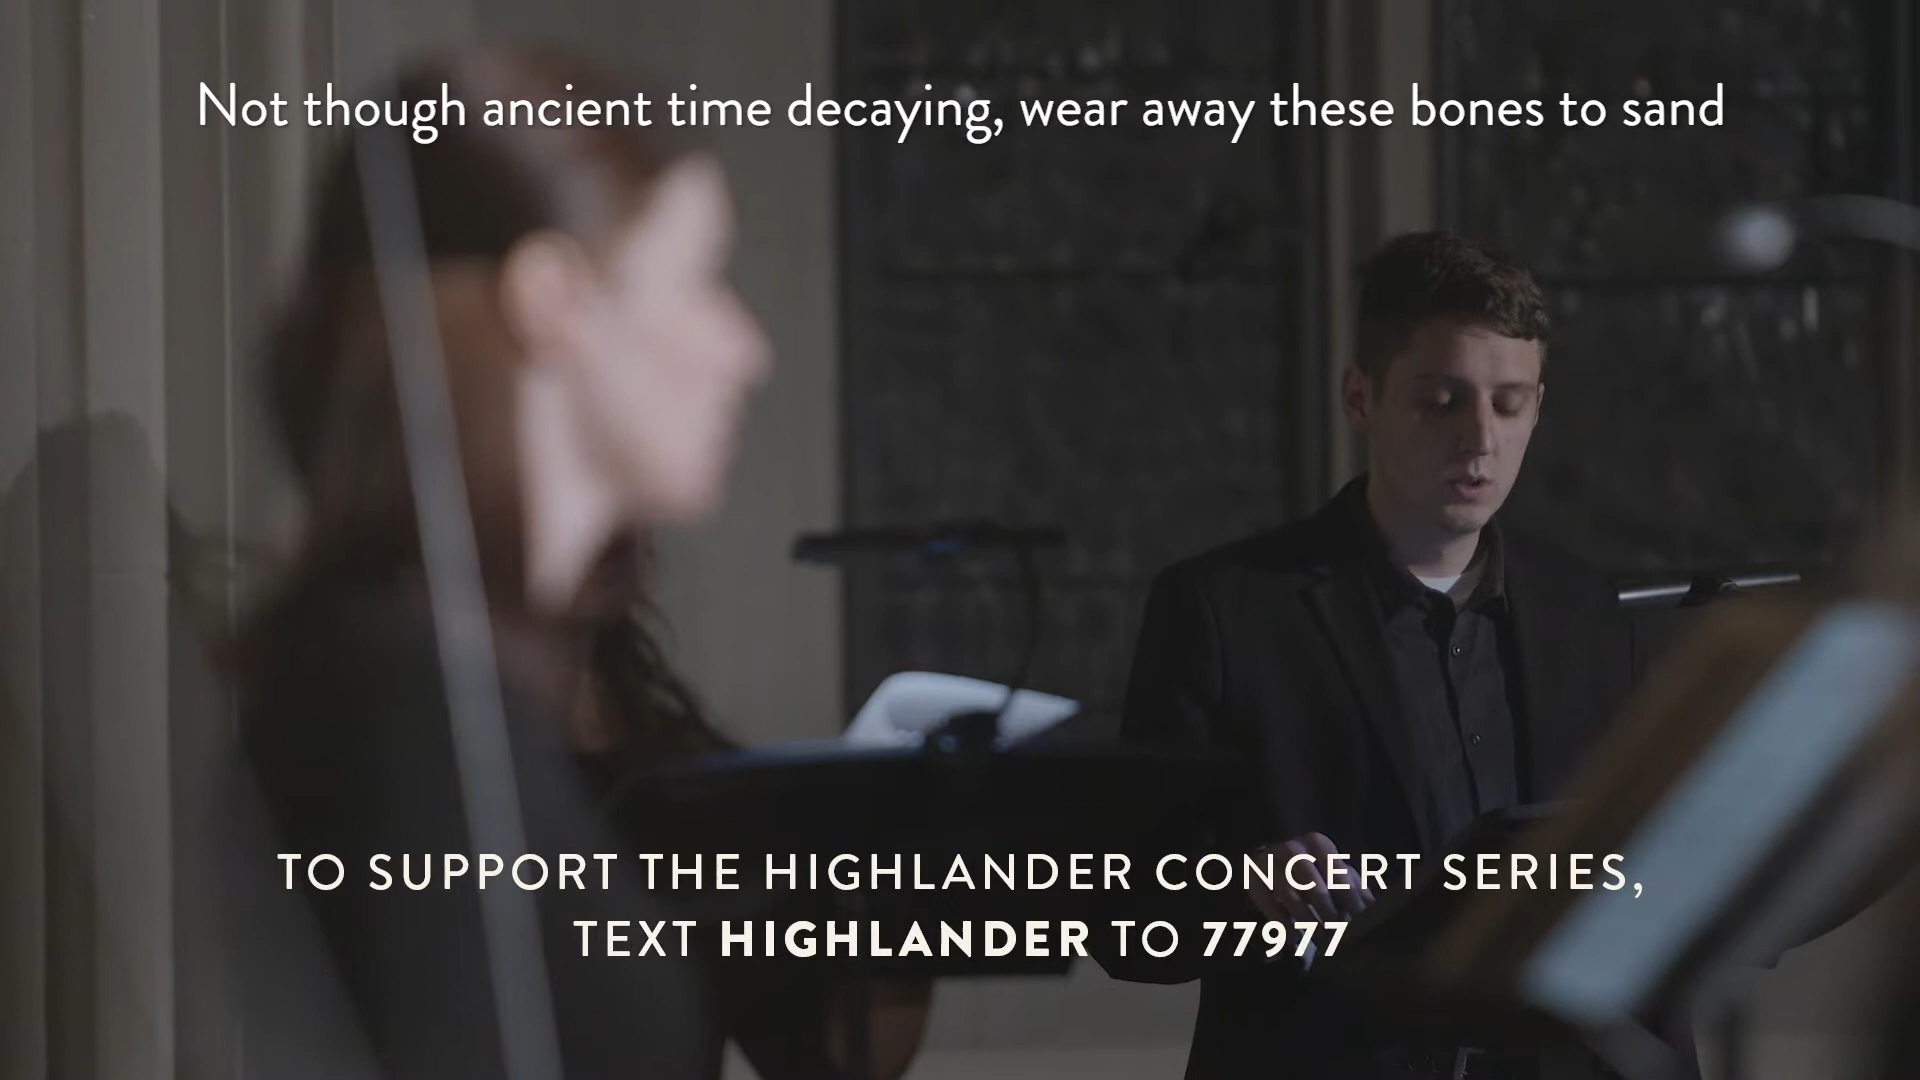 Not though ancient time decaying, wear away these bones to sand
TO SUPPORT THE HIGHLANDER CONCERT SERIES,
TEXT HIGHLANDER TO 77977